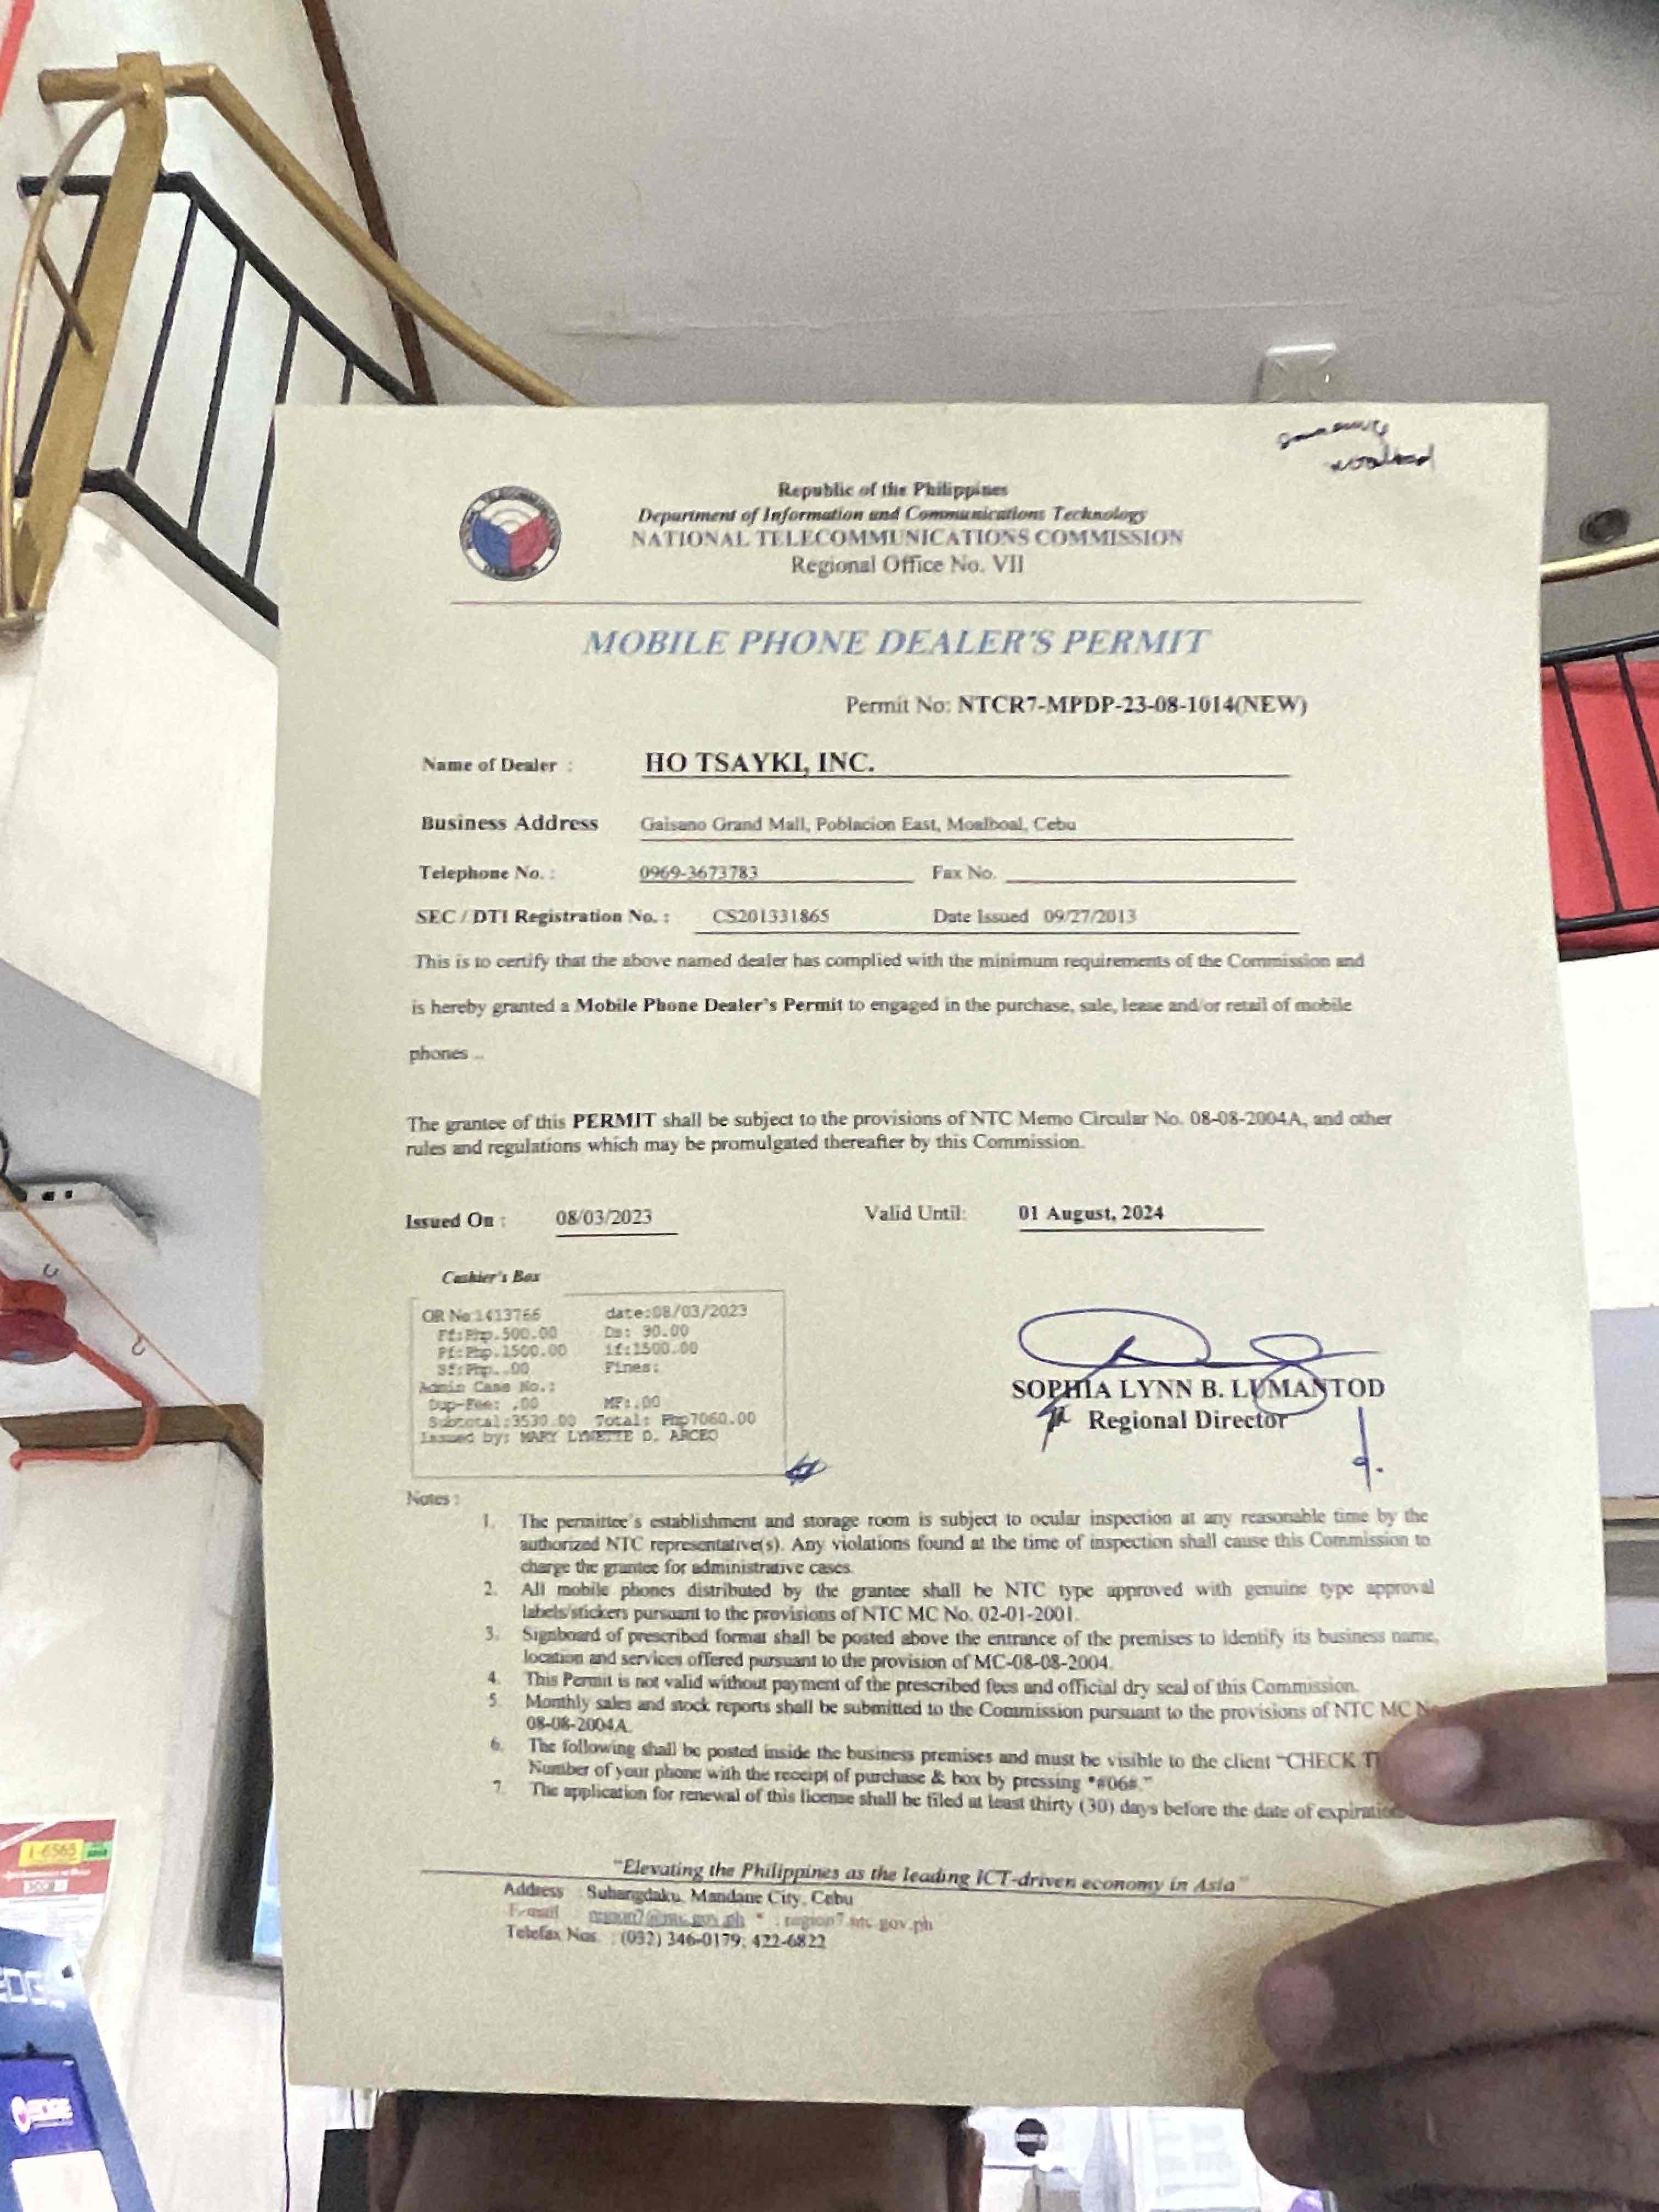 Republic of the Philippines
Department of Information and Communications Technology
NATIONAL TELECOMMUNICATIONS COMMISSION
Regional Office No. VII
MOBILE PHONE DEALER'S PERMIT
Permit No: NTCR7-MPDP-23-08-1014(NEW)
Name of Dealer : HO TSAYKI, INC.
Business Address Gaisano Grand Mall, Poblacion East, Moalboal, Cebu
Telephone No. : 0969-3673783 Fax No.
SEC / DTI Registration No. : CS201331865 Date Issued 09/27/2013
This is to certify that the above named dealer has complied with the minimum requirements of the Commission and
is hereby granted a Mobile Phone Dealer's Permit to engaged in the purchase, sale, lease and/or retail of mobile
phones ..
The grantee of this PERMIT shall be subject to the provisions of NTC Memo Circular No. 08-08-2004A, and other
rules and regulations which may be promulgated thereafter by this Commission.
Issued On : 08/03/2023 Valid Until: 01 August, 2024
Cashier's Box
OR No:1413766 date:08/03/2023
Ff:Php.500.00 Ds: 30.00
Pf:Php.1500.00 if:1500.00
Sf:Php..00 Fines:
Admin Case No.:
Dup-Fee: .00 MF:.00
Subtotal:3530.00 Total: Php7060.00
Issued by: MARY LYNETTE D. ARCEO
SOPHIA LYNN B. LUMANTOD
Regional Director
Notes :
1. The permittee's establishment and storage room is subject to ocular inspection at any reasonable time by the
authorized NTC representative(s). Any violations found at the time of inspection shall cause this Commission to
charge the grantee for administrative cases.
2. All mobile phones distributed by the grantee shall be NTC type approved with genuine type approval
labels/stickers pursuant to the provisions of NTC MC No. 02-01-2001.
3. Signboard of prescribed format shall be posted above the entrance of the premises to identify its business name,
location and services offered pursuant to the provision of MC-08-08-2004.
4. This Permit is not valid without payment of the prescribed fees and official dry seal of this Commission.
5. Monthly sales and stock reports shall be submitted to the Commission pursuant to the provisions of NTC MC N
08-08-2004A.
6. The following shall be posted inside the business premises and must be visible to the client "CHECK T
Number of your phone with the receipt of purchase & box by pressing *#06#."
7. The application for renewal of this license shall be filed at least thirty (30) days before the date of expiration
"Elevating the Philippines as the leading ICT-driven economy in Asia"
Address : Subangdaku, Mandaue City, Cebu
E-mail : region7@ntc.gov.ph * : region7.ntc.gov.ph
Telefax Nos. : (032) 346-0179; 422-6822
1-6565